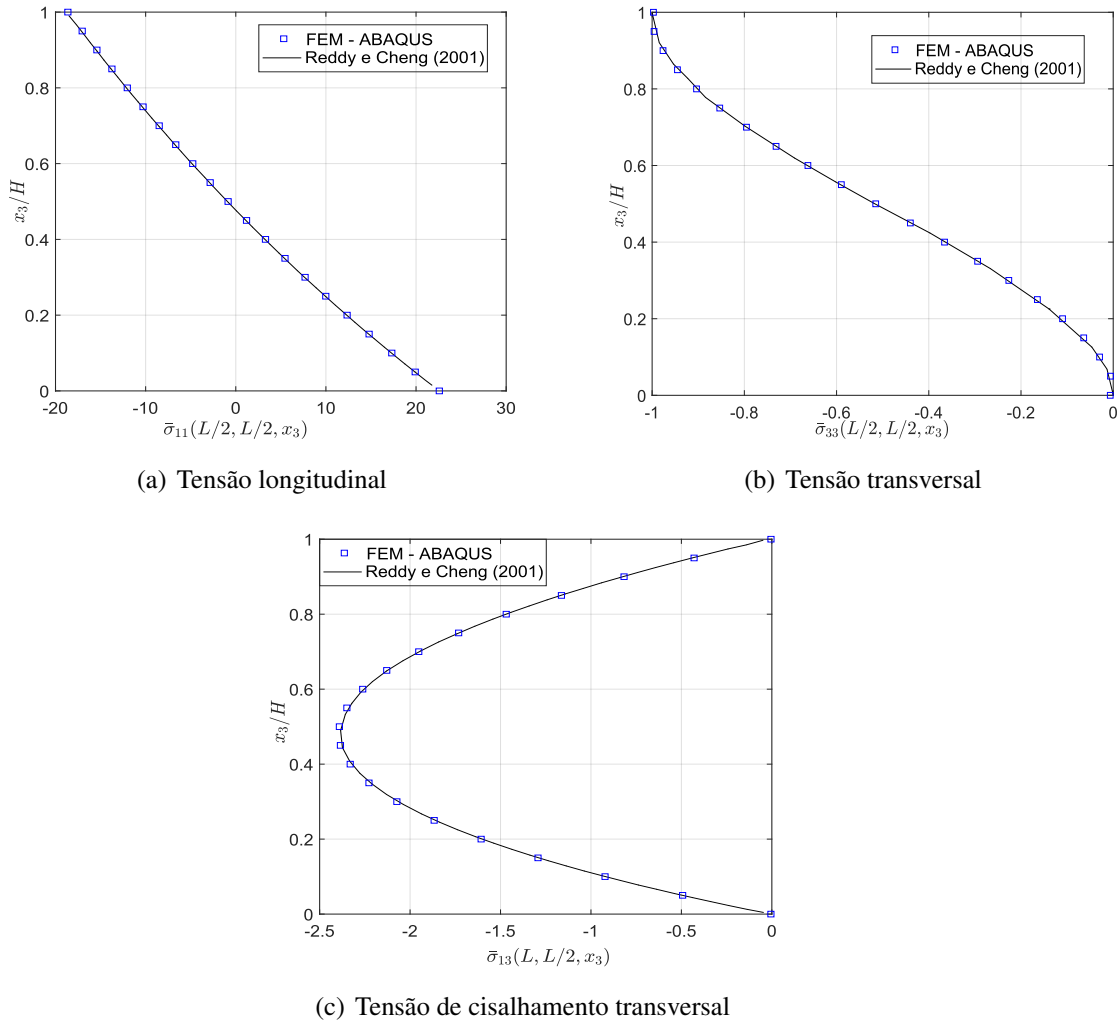 FEM - ABAQUS
Reddy e Cheng (2001)
1
0.8
0.6
0.4
0.2
0
x₃/H
-20
-10
0
10
20
30
σ̄₁₁(L/2, L/2, x₃)
(a) Tensão longitudinal
FEM - ABAQUS
Reddy e Cheng (2001)
1
0.8
0.6
0.4
0.2
0
x₃/H
-1
-0.8
-0.6
-0.4
-0.2
0
σ̄₃₃(L/2, L/2, x₃)
(b) Tensão transversal
FEM - ABAQUS
Reddy e Cheng (2001)
1
0.8
0.6
0.4
0.2
0
x₃/H
-2.5
-2
-1.5
-1
-0.5
0
σ̄₁₃(L, L/2, x₃)
(c) Tensão de cisalhamento transversal